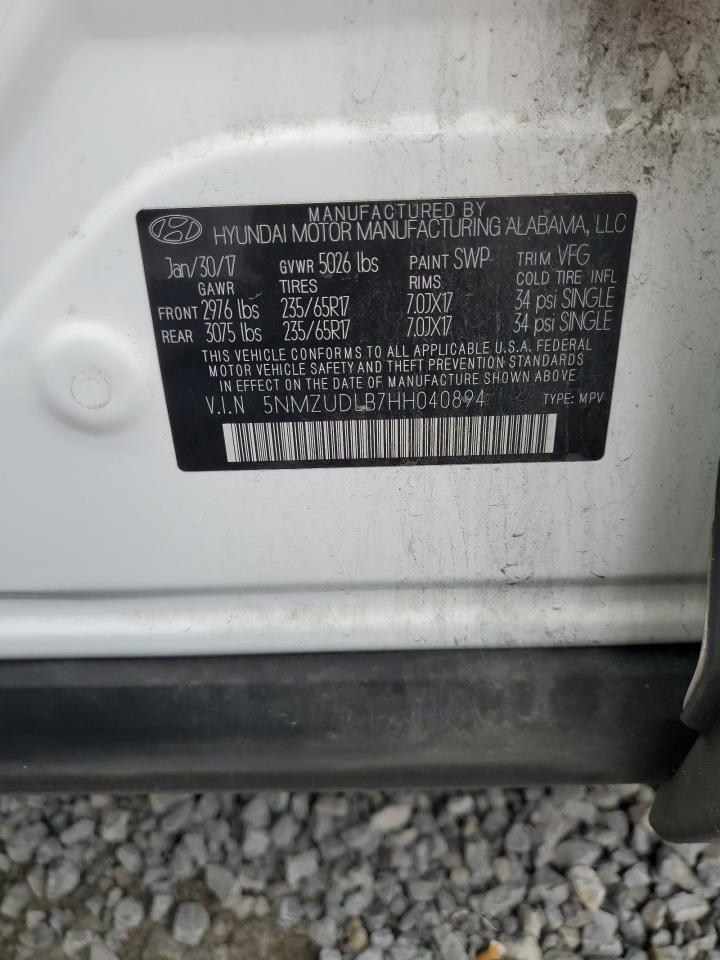 MANUFACTURED BY
HYUNDAI MOTOR MANUFACTURING ALABAMA, LLC
Jan/30/17 GVWR 5026 lbs PAINT SWP TRIM VFG
GAWR TIRES RIMS COLD TIRE INFL
FRONT 2976 lbs 235/65R17 7.0JX17 34 psi SINGLE
REAR 3075 lbs 235/65R17 7.0JX17 34 psi SINGLE
THIS VEHICLE CONFORMS TO ALL APPLICABLE U.S.A. FEDERAL
MOTOR VEHICLE SAFETY AND THEFT PREVENTION STANDARDS
IN EFFECT ON THE DATE OF MANUFACTURE SHOWN ABOVE
V.I.N 5NMZUDLB7HH040894 TYPE: MPV